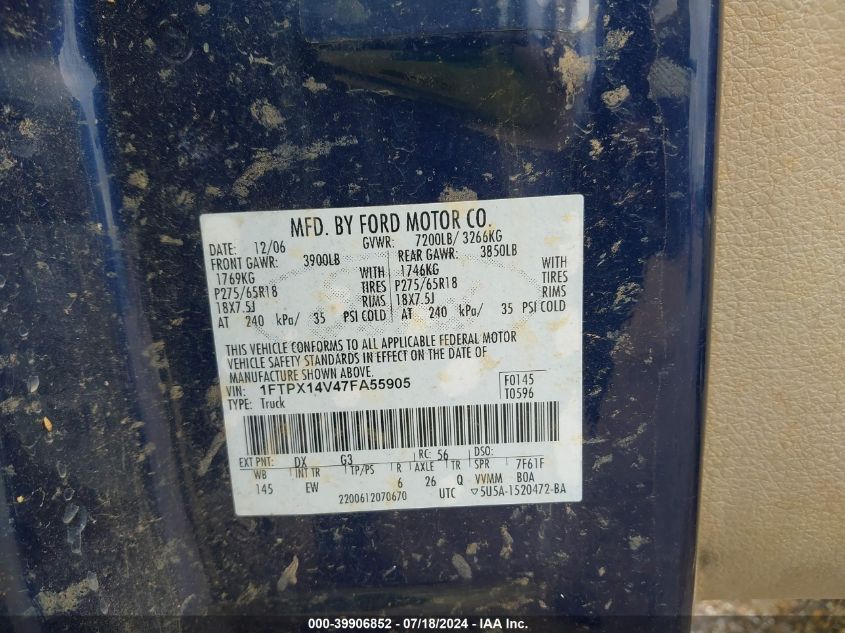 MFD. BY FORD MOTOR CO.
DATE: 12/06 GVWR: 7200LB/ 3266KG
FRONT GAWR: 3900LB REAR GAWR: 3850LB
1769KG WITH 1746KG WITH
P275/65R18 TIRES P275/65R18 TIRES
18X7.5J RIMS 18X7.5J RIMS
AT 240 kPa/ 35 PSI COLD AT 240 kPa/ 35 PSI COLD
THIS VEHICLE CONFORMS TO ALL APPLICABLE FEDERAL MOTOR
VEHICLE SAFETY STANDARDS IN EFFECT ON THE DATE OF
MANUFACTURE SHOWN ABOVE.
VIN: 1FTPX14V47FA55905 F0145
TYPE: Truck T0596
EXT PNT: DX G3 RC: 56 DSO:
WB INT TR TP/PS R AXLE TR SPR 7F61F
145 EW 6 26 Q VVMM BOA
2200612070670 UTC ▽5U5A-1520472-BA
000-39906852 - 07/18/2024 - IAA Inc.